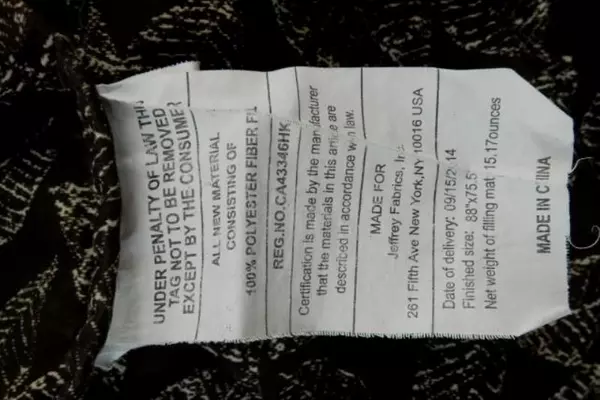 UNDER PENALTY OF LAW THI
TAG NOT TO BE REMOVED
EXCEPT BY THE CONSUMER
ALL NEW MATERIAL
CONSISTING OF
100% POLYESTER FIBER FIL
REG.NO.CA43346HK
Certification is made by the manufacturer
that the materials in this article are
described in accordance with law.
MADE FOR
Jeffrey Fabrics, Inc
261 Fifth Ave New York,NY 10016 USA
Date of delivery: 09/15/2014
Finished size: 88"x75.5"
Net weight of filling mat: 15.17ounces
MADE IN CHINA